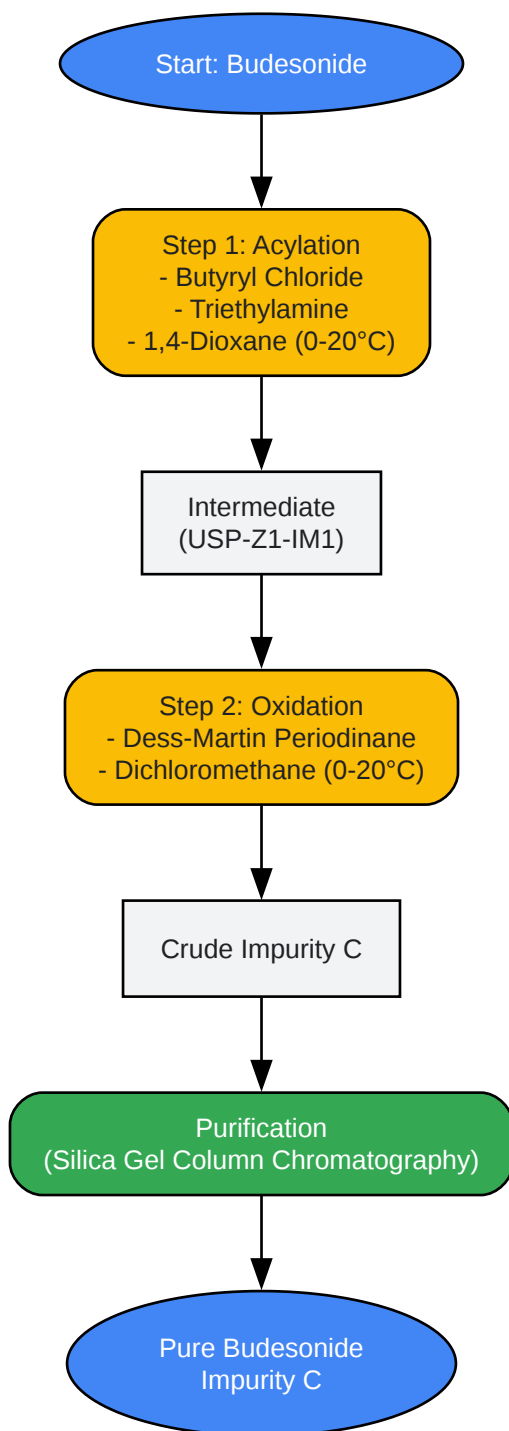 Start: Budesonide
Step 1: Acylation
- Butyryl Chloride
- Triethylamine
- 1,4-Dioxane (0-20°C)
Intermediate
(USP-Z1-IM1)
Step 2: Oxidation
- Dess-Martin Periodinane
- Dichloromethane (0-20°C)
Crude Impurity C
Purification
(Silica Gel Column Chromatography)
Pure Budesonide
Impurity C